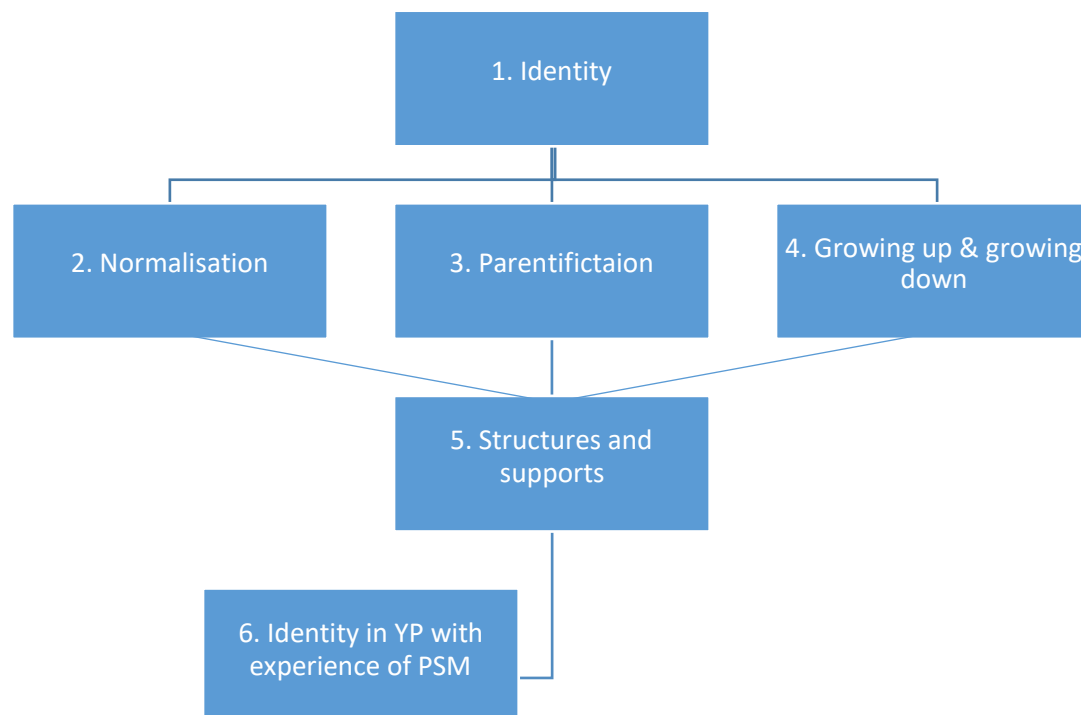 1. Identity
2. Normalisation
3. Parentifictaion
4. Growing up & growing
down
5. Structures and
supports
6. Identity in YP with
experience of PSM